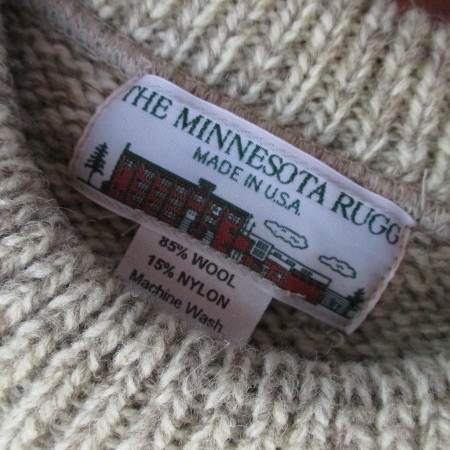 THE MINNESOTA RUGG
MADE IN U.S.A.
85% WOOL
15% NYLON
Machine Wash